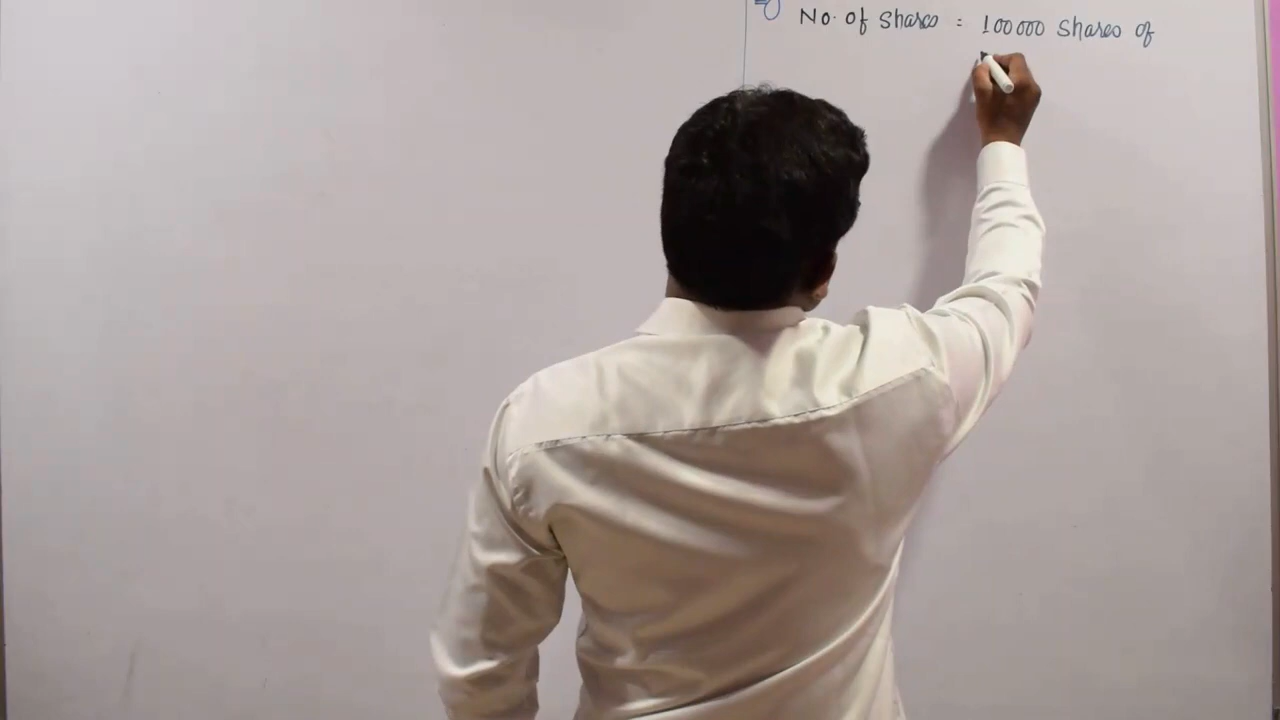 ⇒ No. of Shares = 100000 Shares of